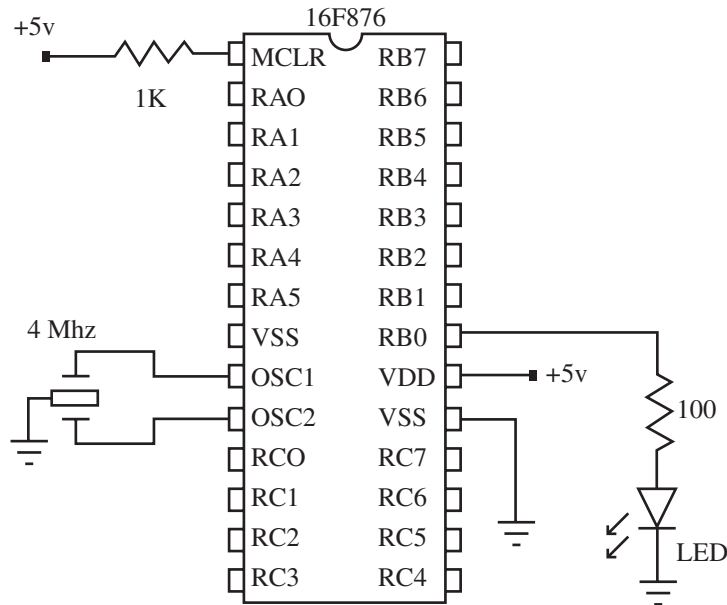 16F876
+5v
1K
MCLR
RAO
RA1
RA2
RA3
RA4
RA5
VSS
OSC1
OSC2
RCO
RC1
RC2
RC3
RB7
RB6
RB5
RB4
RB3
RB2
RB1
RB0
VDD
VSS
RC7
RC6
RC5
RC4
4 Mhz
+5v
100
LED